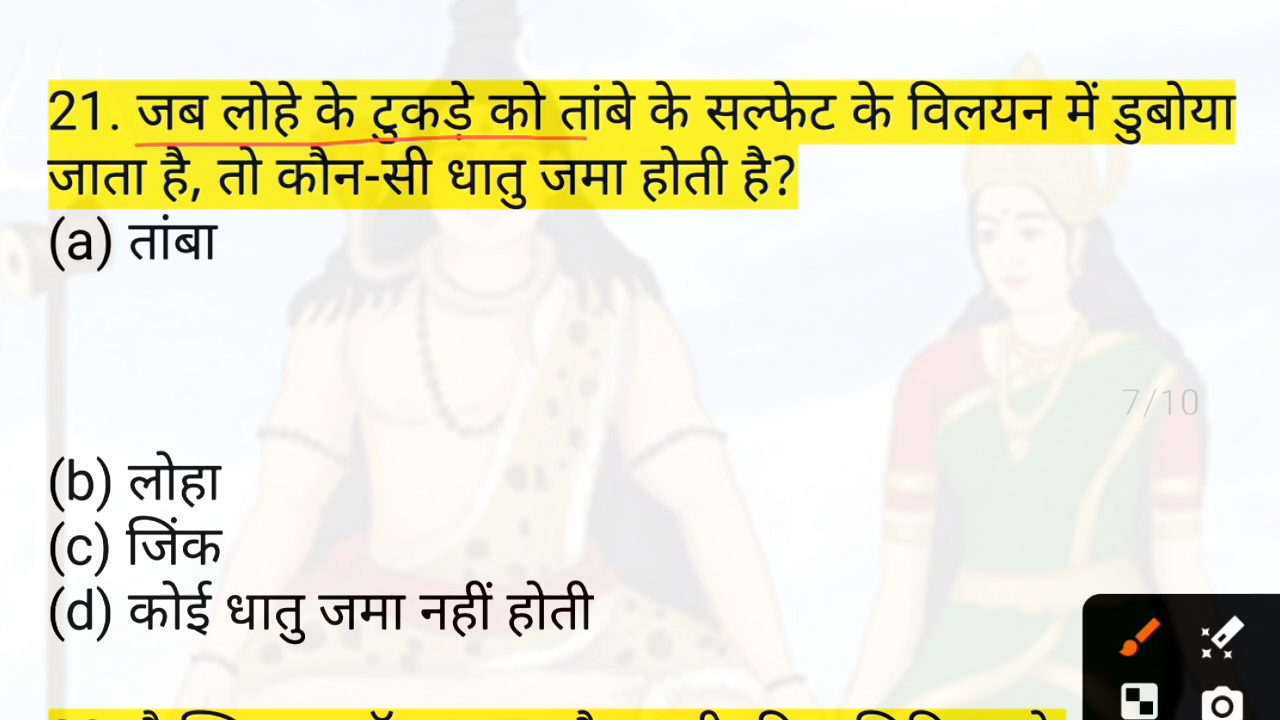 21. जब लोहे के टुकड़े को तांबे के सल्फेट के विलयन में डुबोया
जाता है, तो कौन-सी धातु जमा होती है?
(a) तांबा
7/10
(b) लोहा
(c) जिंक
(d) कोई धातु जमा नहीं होती